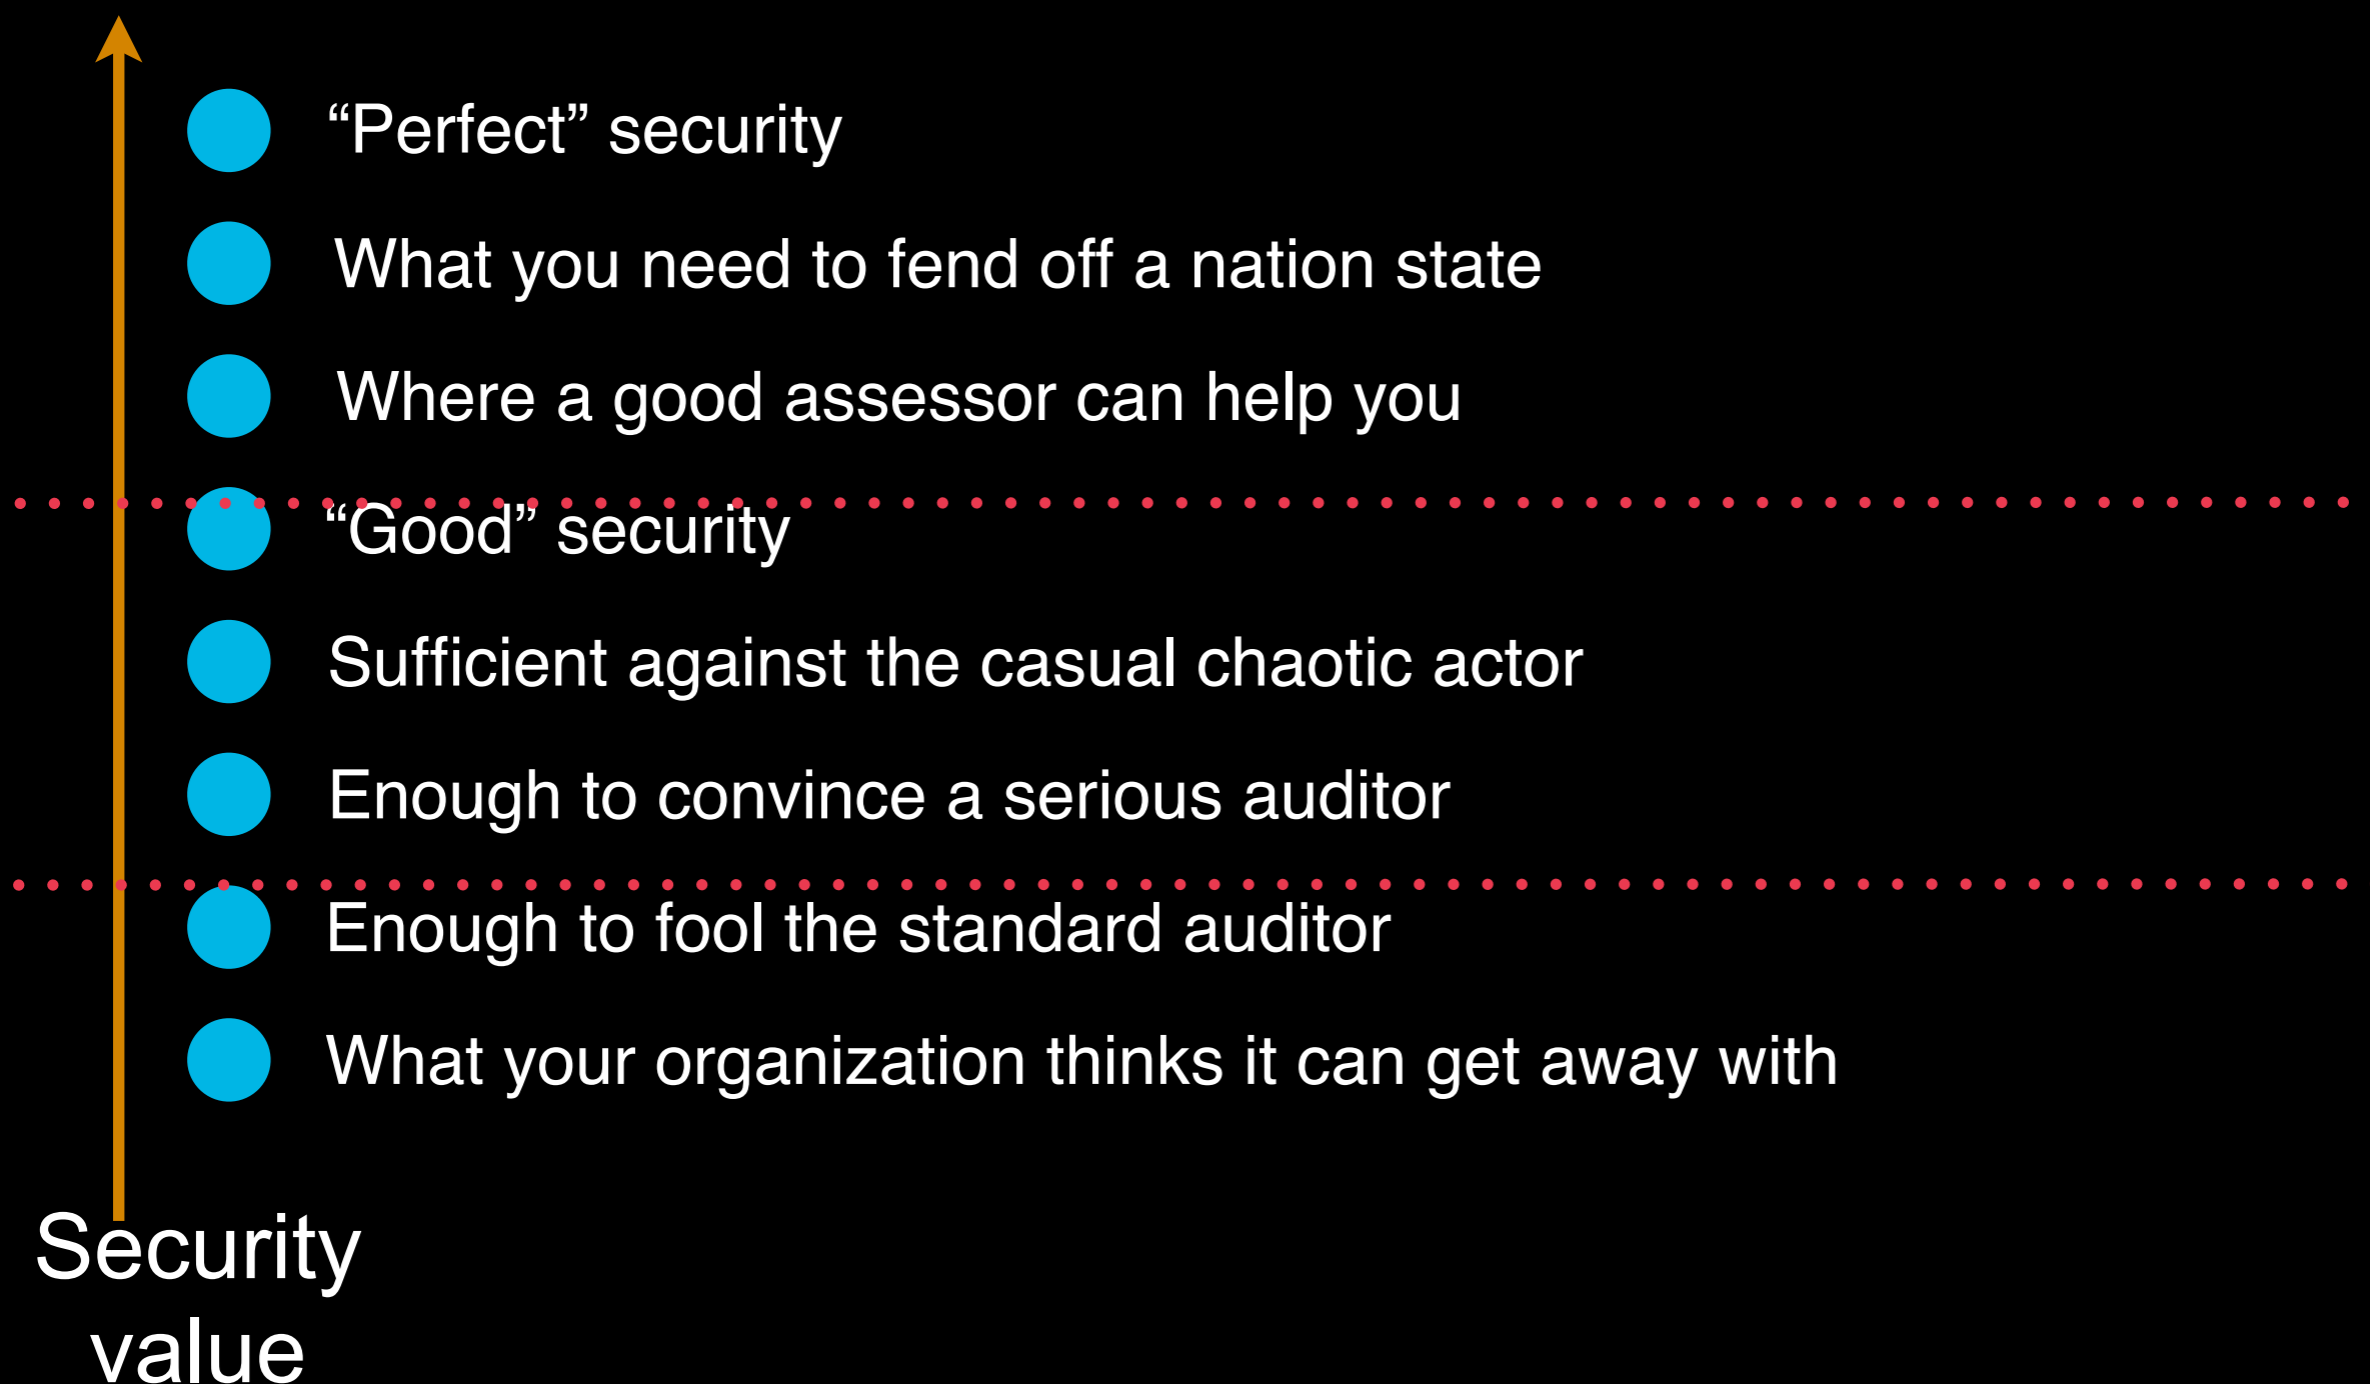 “Perfect” security
What you need to fend off a nation state
Where a good assessor can help you
“Good” security
Sufficient against the casual chaotic actor
Enough to convince a serious auditor
Enough to fool the standard auditor
What your organization thinks it can get away with
Security
value